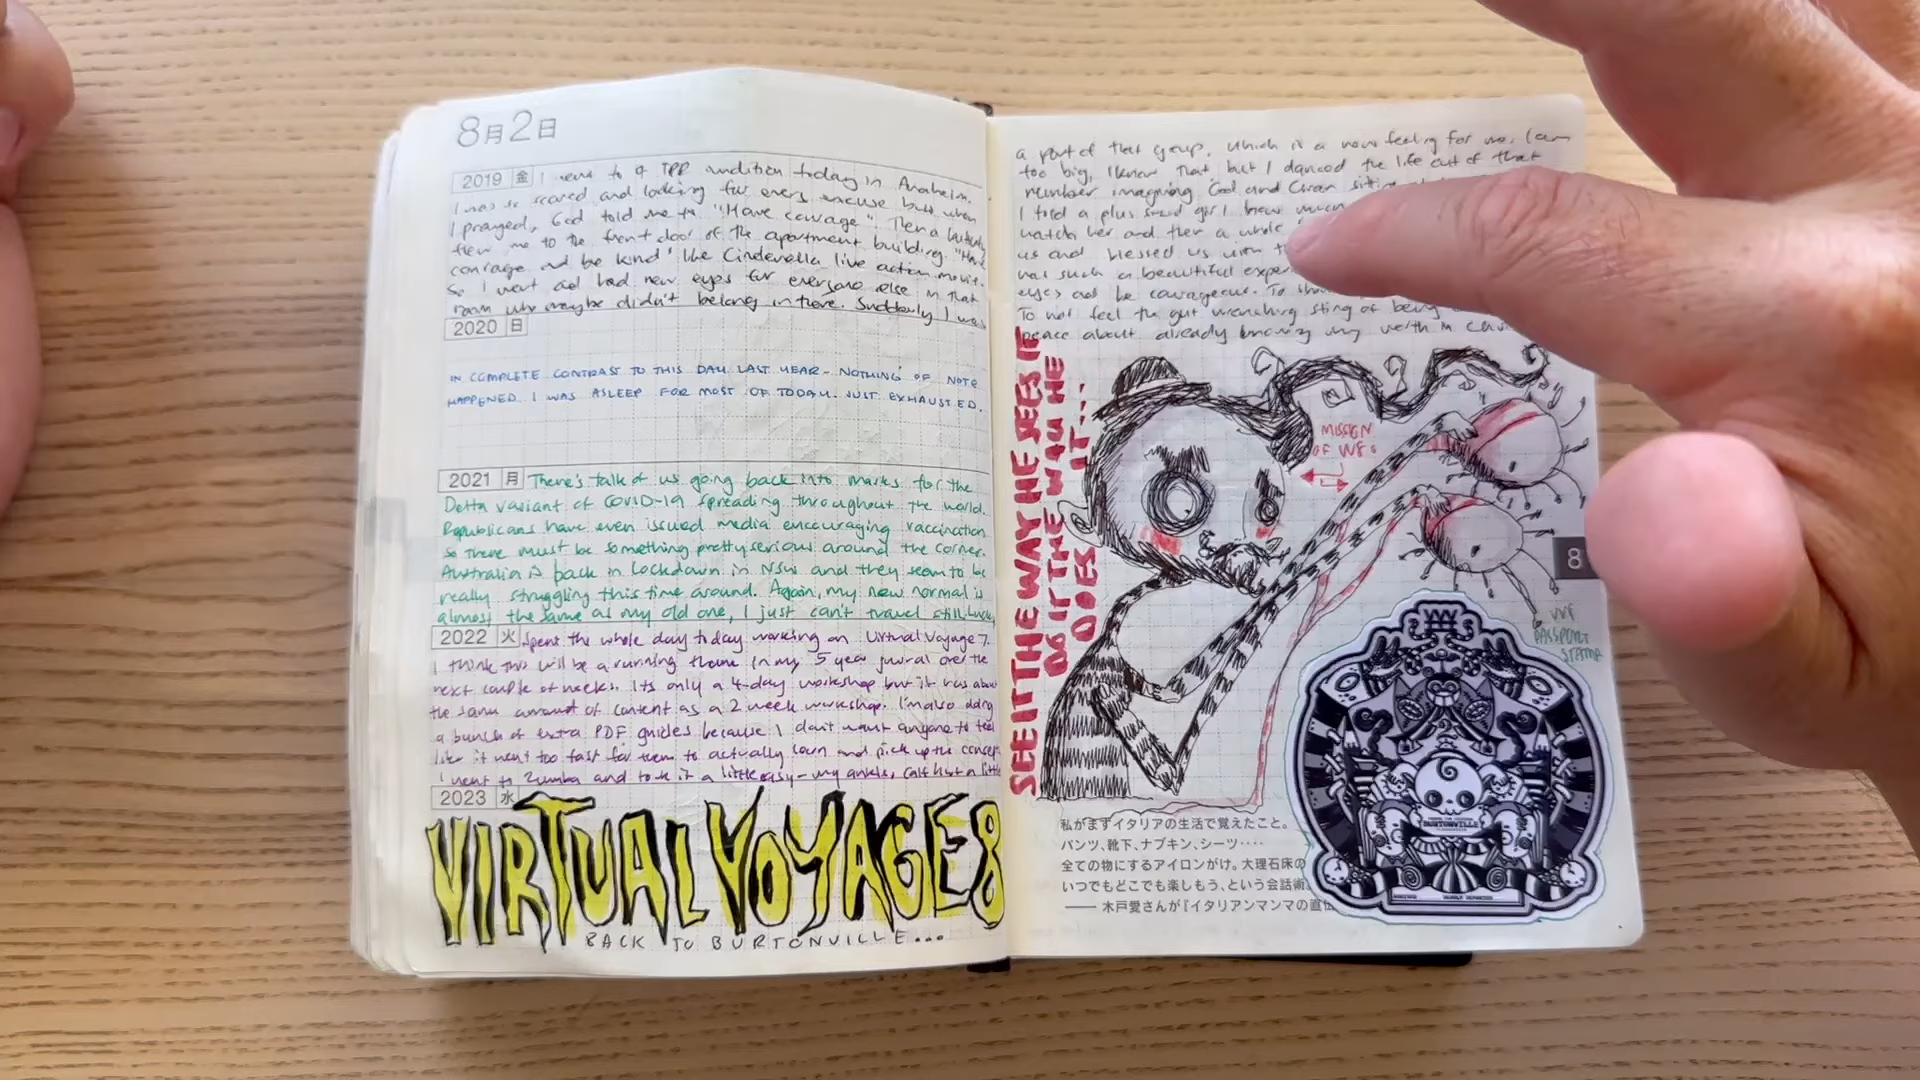 8月2日
2019 金 I went to a TPP audition today in Anaheim.
I was so scared and looking for every excuse but when
I prayed, God told me to "Have courage". Then a
flew me to the front door of the apartment building. "Have
courage and be kind" like Cinderella live action movie.
So I went and had new eyes for everyone else in that
room who maybe didn't belong in there. Suddenly I was
2020 日
IN COMPLETE CONTRAST TO THIS DAY LAST YEAR - NOTHING OF NOTE
HAPPENED. I WAS ASLEEP FOR MOST OF TODAY. JUST EXHAUSTED.
2021 月 There's talk of us going back into masks for the
Delta variant of COVID-19 spreading throughout the world.
Republicans have even issued media encouraging vaccination
so there must be something pretty serious around the corner.
Australia is back in lockdown in NSW and they seem to be
really struggling this time around. Again, my new normal is
almost the same as my old one, I just can't travel still.
2022 火 Spent the whole day today working on Virtual Voyage 7.
I think this will be a running theme in my 5 year journal over the
next couple of weeks. Its only a 4-day workshop but it has about
the same amount of content as a 2 week workshop. I'm also doing
a bunch of extra PDF guides because I don't want anyone to feel
like it went too fast for them to actually learn and pick up the concept
I went to Zumba and took it a little easy - my ankle, calf hurt a little
2023 水
VIRTUAL VOYAGE 8
BACK TO BURTONVILLE...
a part of that group, which is a new feeling for me. I am
too big, I know that but I danced the life out of that
number imagining God and Ciran
I told a plus sized girl how much
watch her and then a whole
us and blessed us with
was such a beautiful
eyes and be courageous. To
To not feel the gut wrenching sting of being
peace about already knowing my worth in
SEE IT THE WAY HE SEES IT
AS IT THE WAY HE
DOES IT...
MISSION
OF VV8:
8
VV8
PASSPORT
STAMP
BURTONVILLE
私がまずイタリアの生活で覚えたこと。
パンツ、靴下、ナプキン、シーツ‥‥
全ての物にするアイロンがけ。大理石床の
いつでもどこでも楽しもう、という会話術。
── 木戸愛さんが『イタリアンマンマの直伝